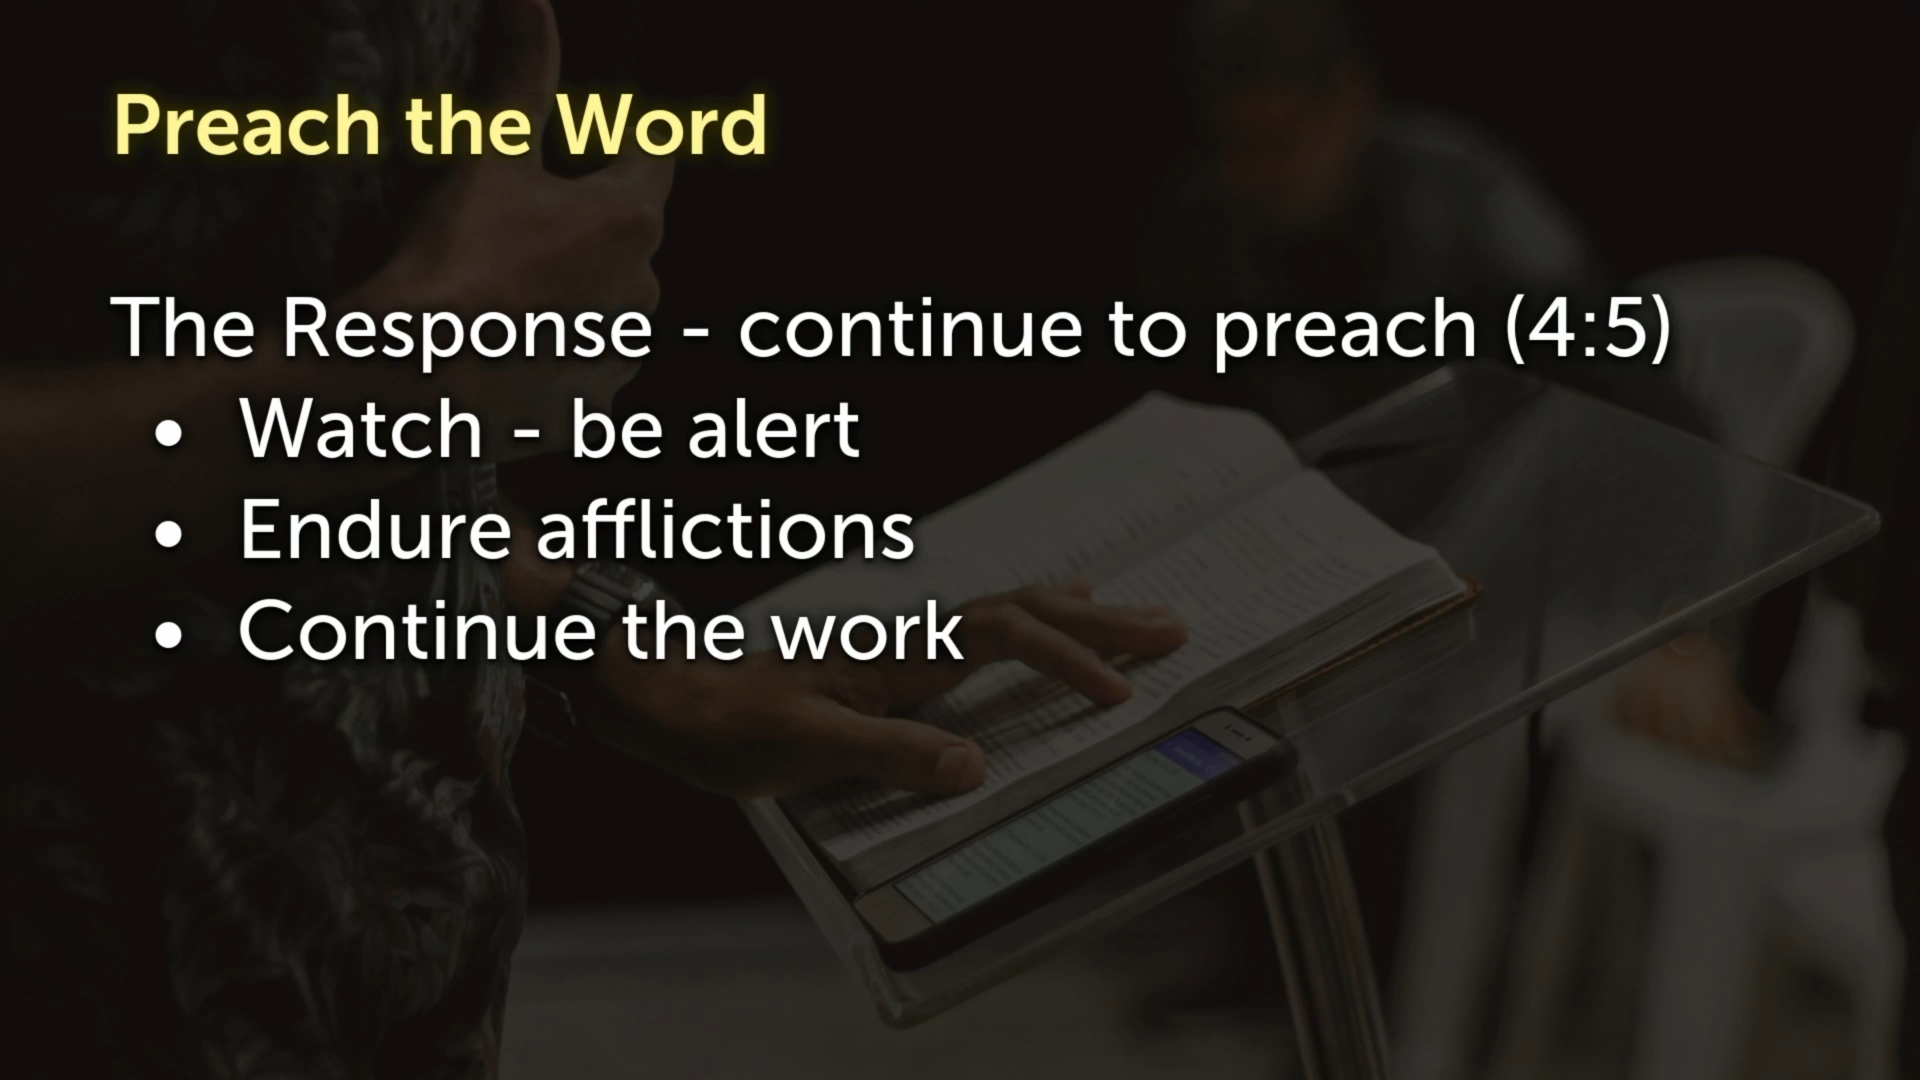 Preach the Word
The Response - continue to preach (4:5)
• Watch - be alert
• Endure afflictions
• Continue the work